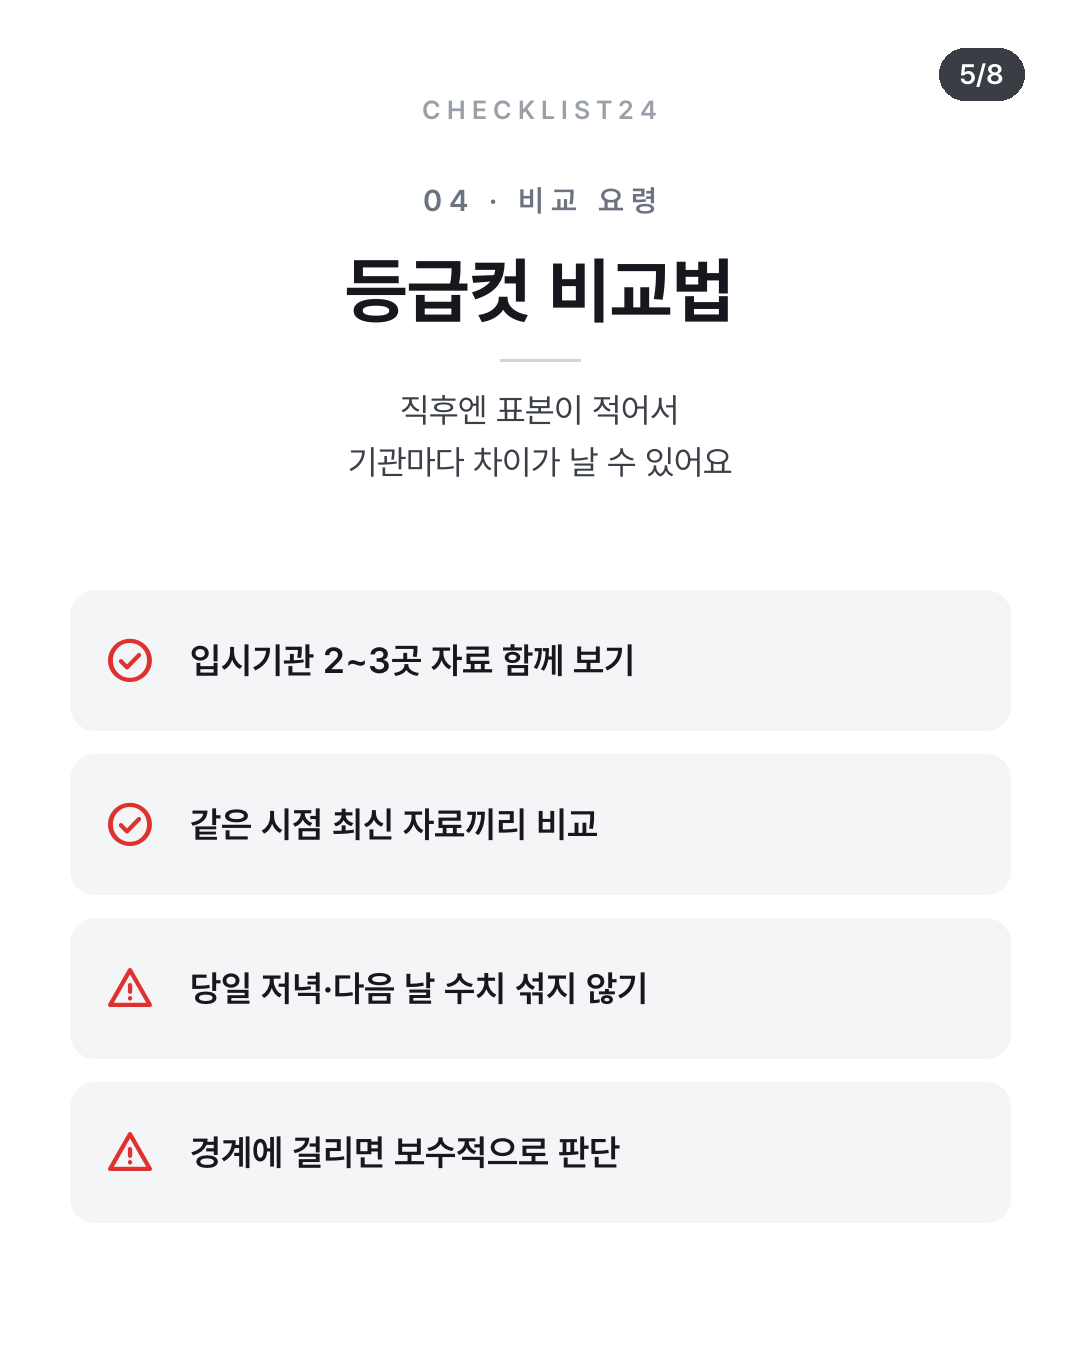 5/8
CHECKLIST24
04 · 비교 요령
등급컷 비교법
직후엔 표본이 적어서
기관마다 차이가 날 수 있어요
입시기관 2~3곳 자료 함께 보기
같은 시점 최신 자료끼리 비교
당일 저녁·다음 날 수치 섞지 않기
경계에 걸리면 보수적으로 판단